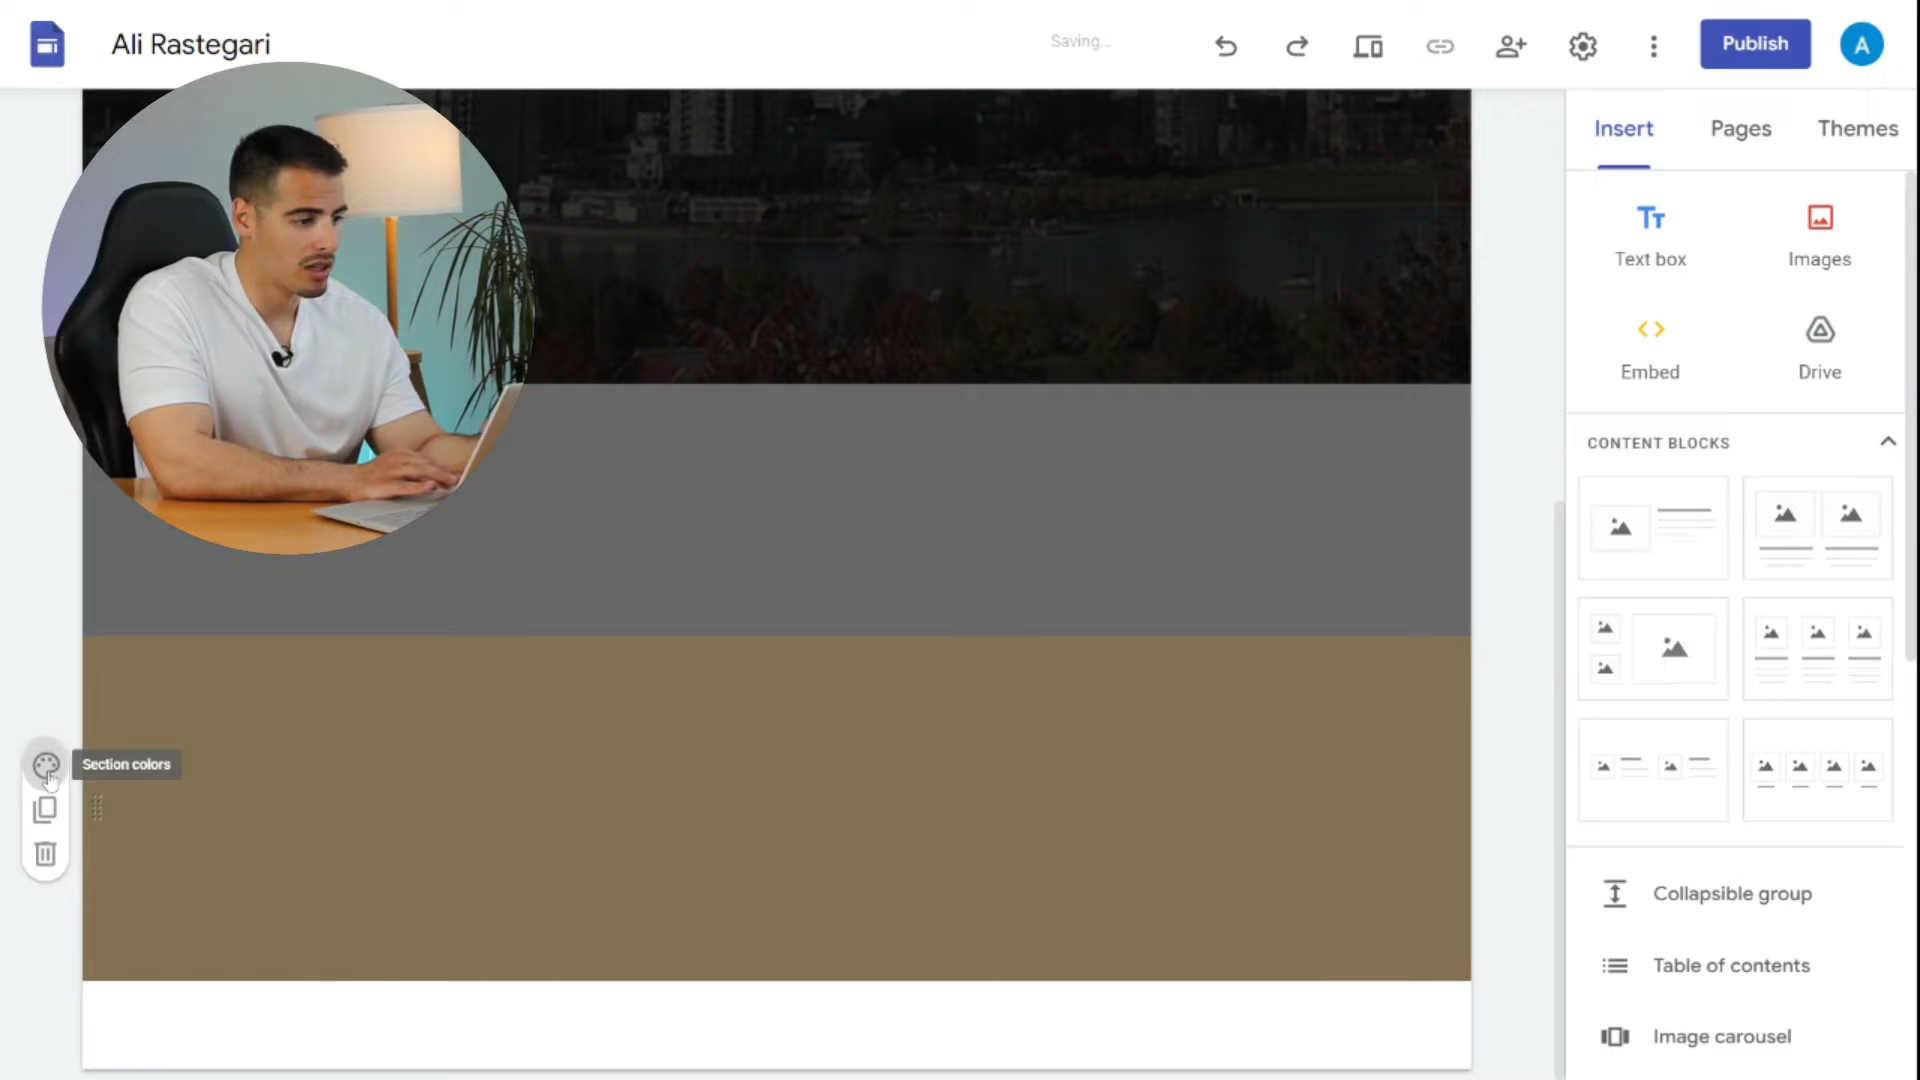 Ali Rastegari
Saving...
Publish
A
Insert
Pages
Themes
Text box
Images
Embed
Drive
CONTENT BLOCKS
Section colors
Collapsible group
Table of contents
Image carousel